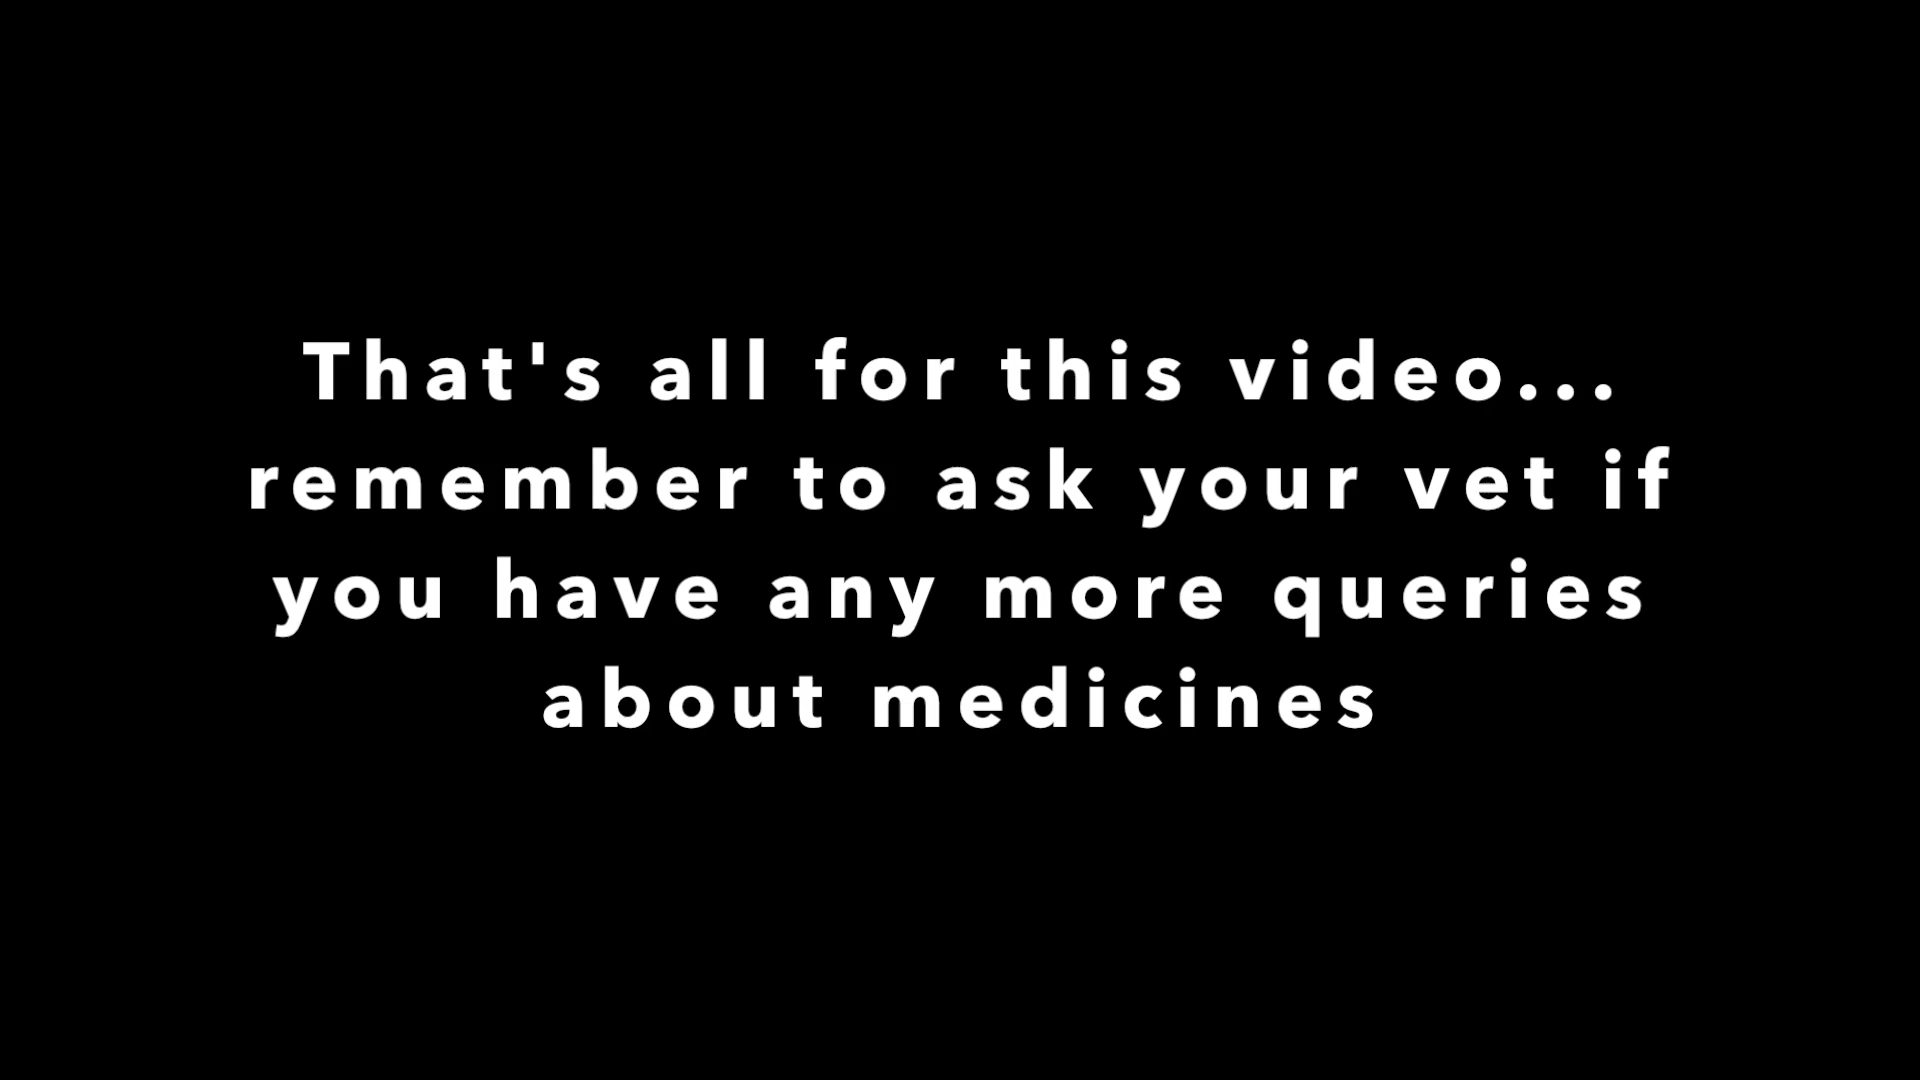 That's all for this video...
remember to ask your vet if
you have any more queries
about medicines